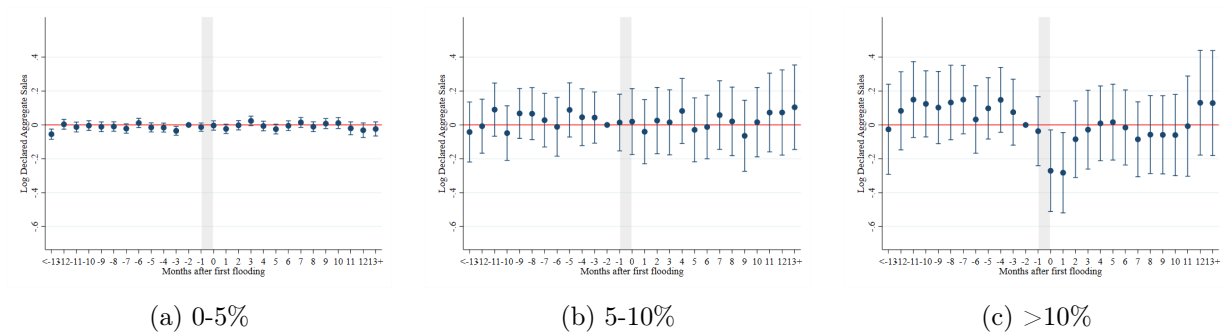 Log Declared Aggregate Sales
.4
.2
0
-.2
-.4
-.6
<-13-12-11-10 -9 -8 -7 -6 -5 -4 -3 -2 -1 0 1 2 3 4 5 6 7 8 9 10 11 1213+
Months after first flooding
(a) 0-5%
Log Declared Aggregate Sales
.4
.2
0
-.2
-.4
-.6
<-13-12-11-10 -9 -8 -7 -6 -5 -4 -3 -2 -1 0 1 2 3 4 5 6 7 8 9 10 11 1213+
Months after first flooding
(b) 5-10%
Log Declared Aggregate Sales
.4
.2
0
-.2
-.4
-.6
<-13-12-11-10 -9 -8 -7 -6 -5 -4 -3 -2 -1 0 1 2 3 4 5 6 7 8 9 10 11 1213+
Months after first flooding
(c) >10%